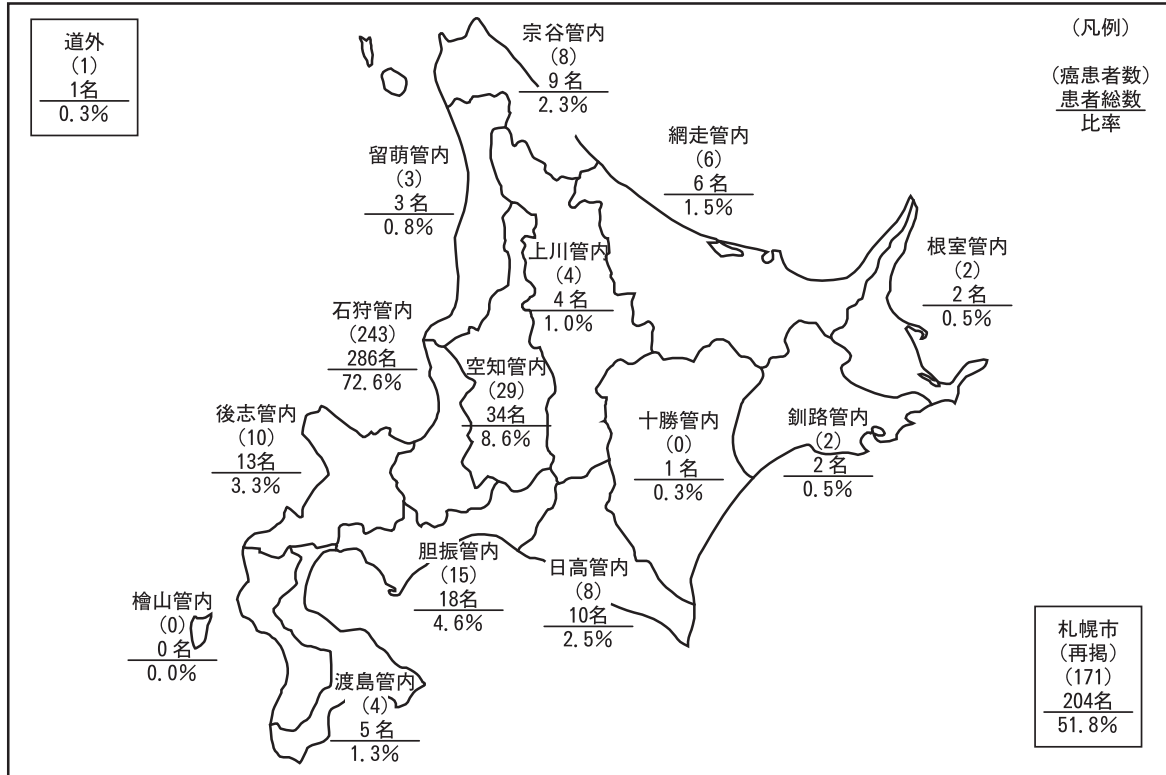 道外
(1)
1名
0.3%
宗谷管内
(8)
9名
2.3%
(凡例)
(癌患者数)
患者総数
比率
留萌管内
(3)
3名
0.8%
網走管内
(6)
6名
1.5%
上川管内
(4)
4名
1.0%
根室管内
(2)
2名
0.5%
石狩管内
(243)
286名
72.6%
空知管内
(29)
34名
8.6%
後志管内
(10)
13名
3.3%
十勝管内
(0)
1名
0.3%
釧路管内
(2)
2名
0.5%
胆振管内
(15)
18名
4.6%
日高管内
(8)
10名
2.5%
檜山管内
(0)
0名
0.0%
渡島管内
(4)
5名
1.3%
札幌市
(再掲)
(171)
204名
51.8%